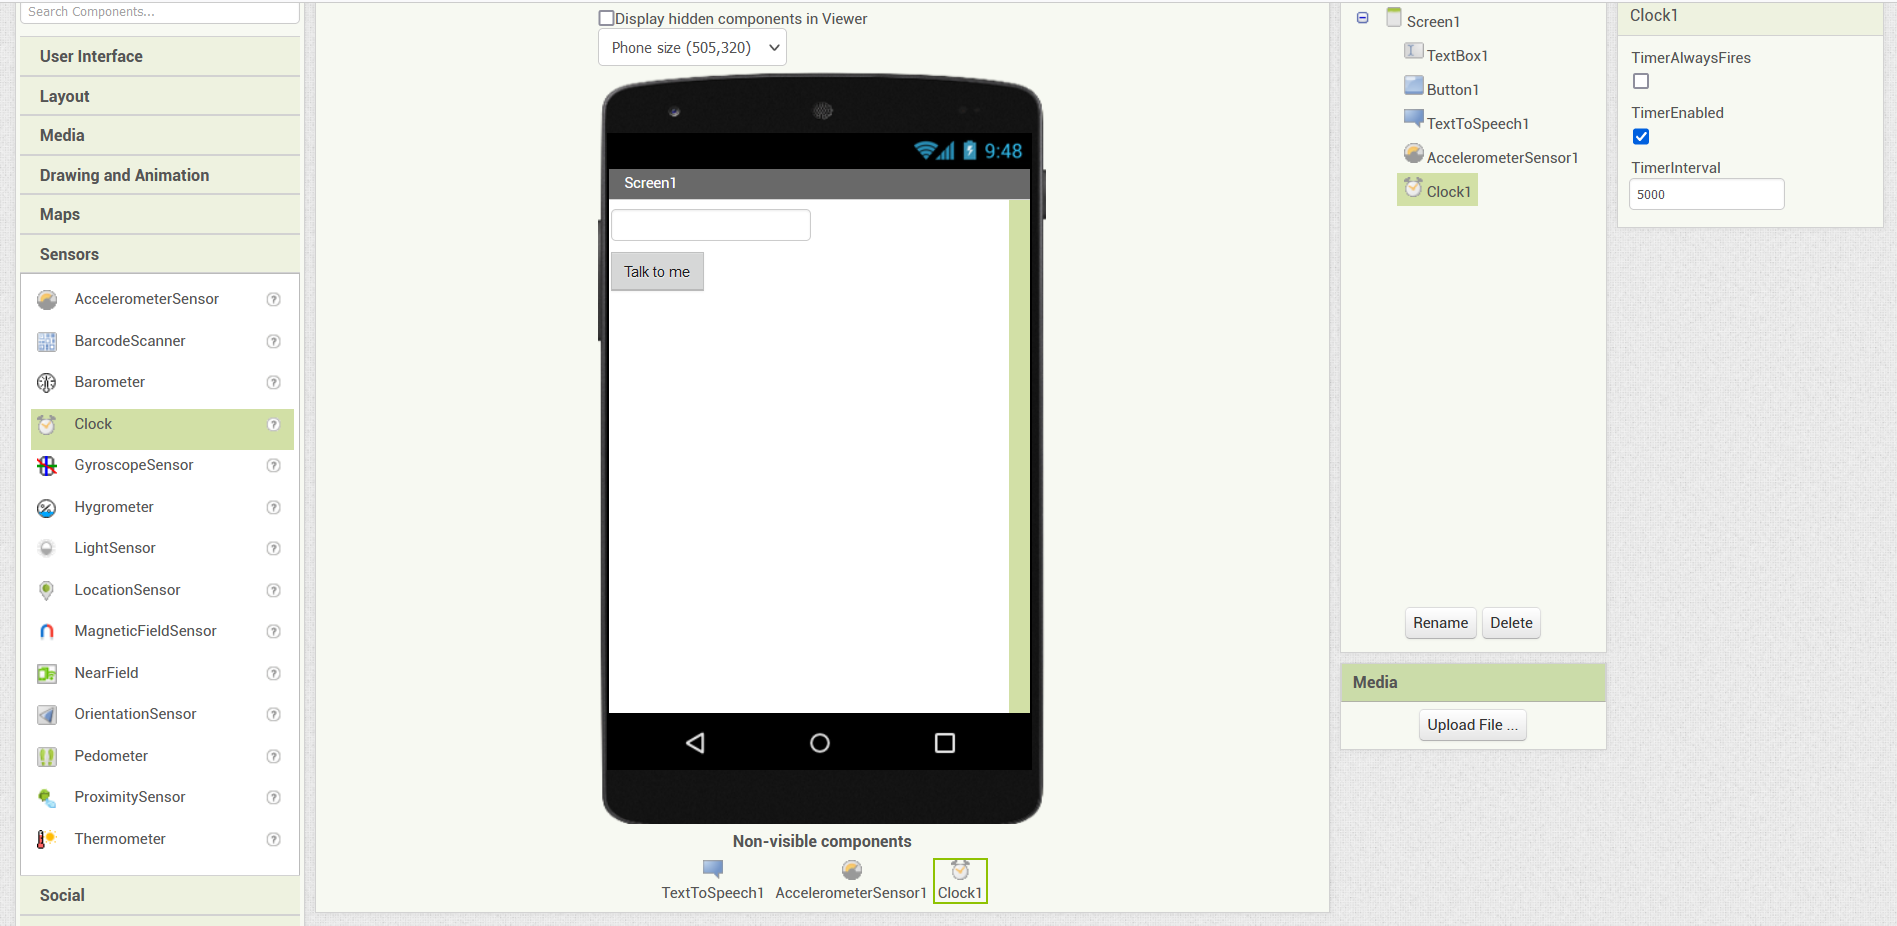 Search Components...
User Interface
Layout
Media
Drawing and Animation
Maps
Sensors
AccelerometerSensor ?
BarcodeScanner ?
Barometer ?
Clock ?
GyroscopeSensor ?
Hygrometer ?
LightSensor ?
LocationSensor ?
MagneticFieldSensor ?
NearField ?
OrientationSensor ?
Pedometer ?
ProximitySensor ?
Thermometer ?
Social
Display hidden components in Viewer
Phone size (505,320)
9:48
Screen1
Talk to me
Non-visible components
TextToSpeech1 AccelerometerSensor1 Clock1
Screen1
TextBox1
Button1
TextToSpeech1
AccelerometerSensor1
Clock1
Rename Delete
Media
Upload File ...
Clock1
TimerAlwaysFires
TimerEnabled
TimerInterval
5000